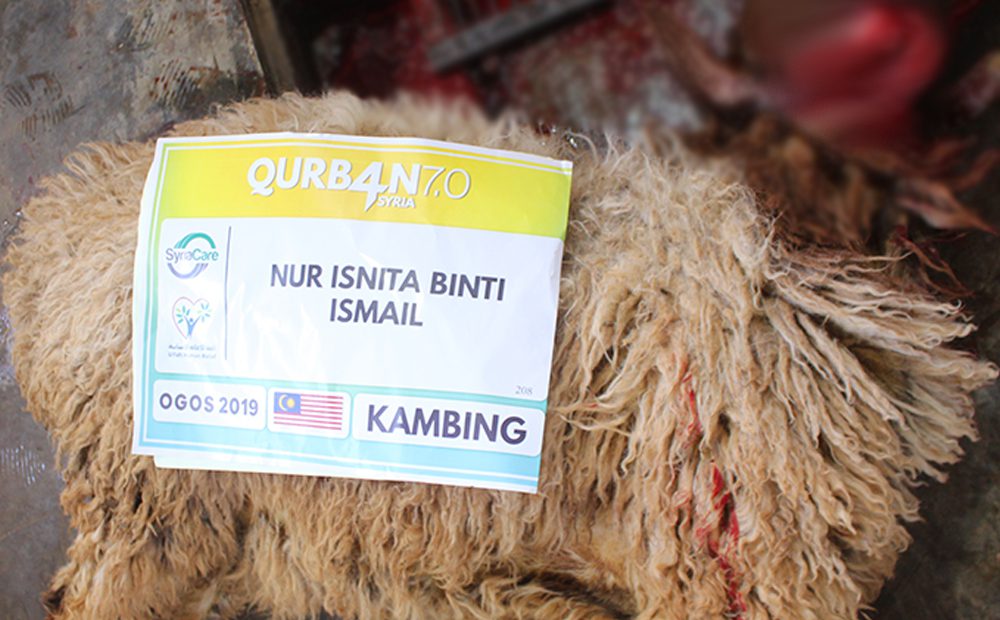 QURB4N7.0
SYRIA
SyriaCare
NUR ISNITA BINTI
ISMAIL
208
OGOS 2019
KAMBING